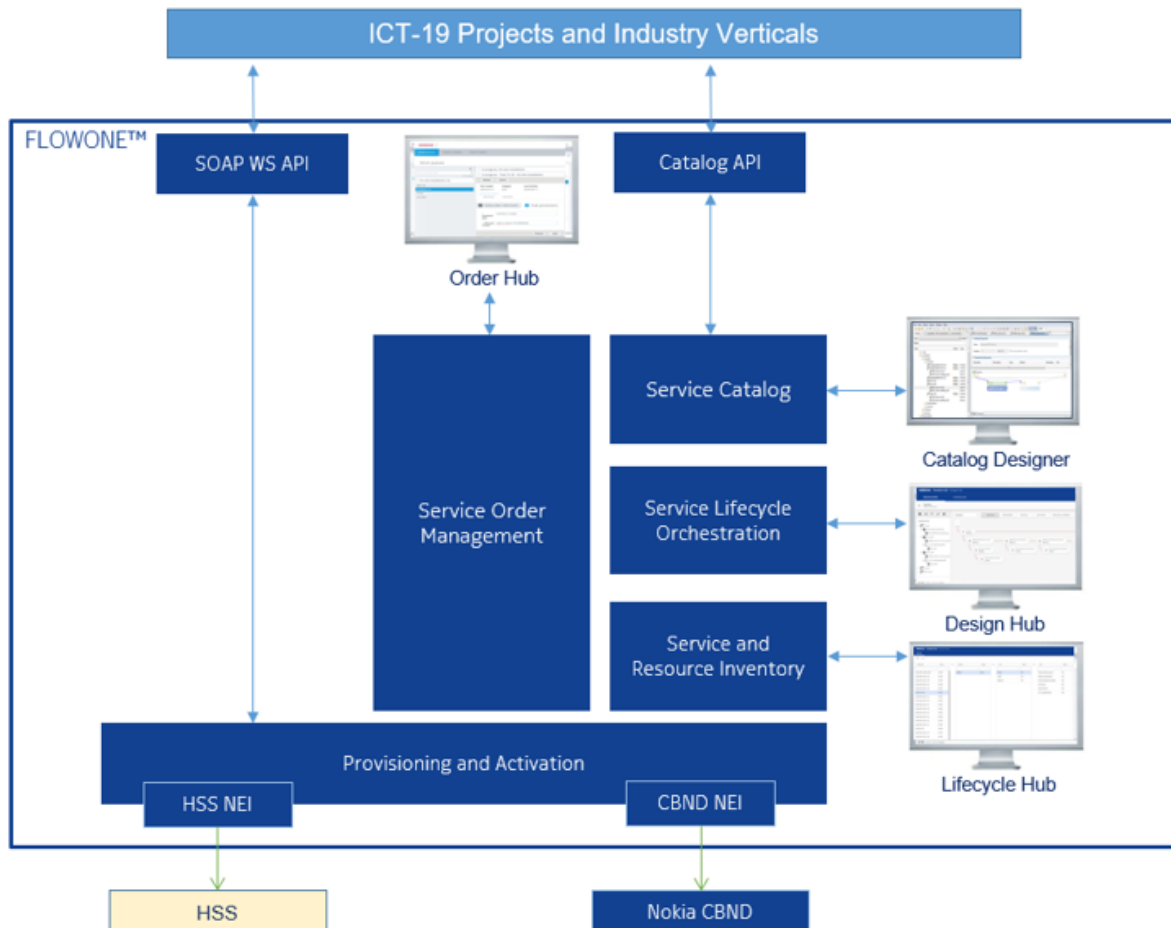 ICT-19 Projects and Industry Verticals
FLOWONE™
SOAP WS API
Catalog API
Order Hub
Service Catalog
Catalog Designer
Service Order
Management
Service Lifecycle
Orchestration
Design Hub
Service and
Resource Inventory
Lifecycle Hub
Provisioning and Activation
HSS NEI
CBND NEI
HSS
Nokia CBND